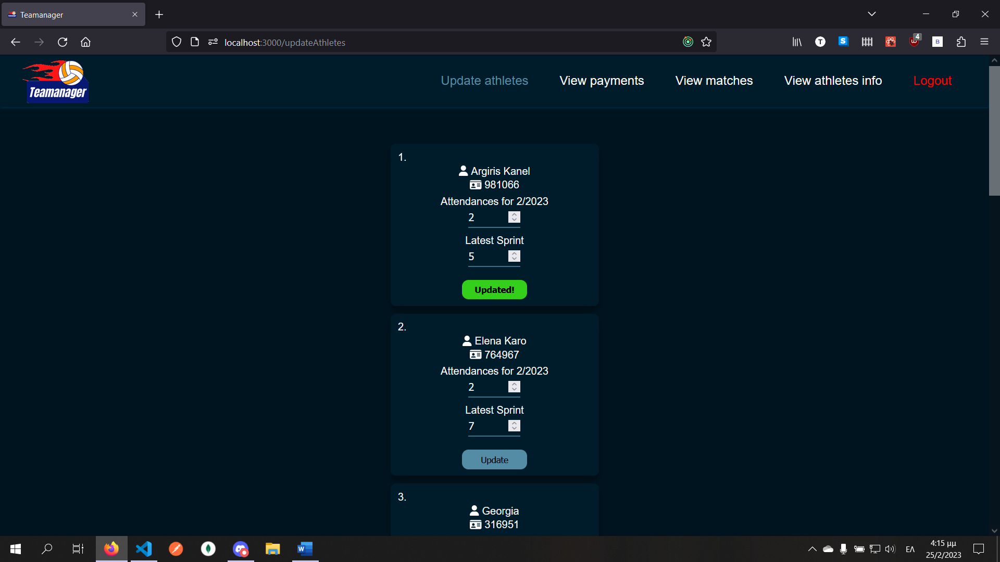 Teamanager
localhost:3000/updateAthletes
T
S
4
B
Teamanager
Update athletes
View payments
View matches
View athletes info
Logout
1.
Argiris Kanel
981066
Attendances for 2/2023
2
Latest Sprint
5
Updated!
2.
Elena Karo
764967
Attendances for 2/2023
2
Latest Sprint
7
Update
3.
Georgia
316951
W
ΕΛ
4:15 μμ
25/2/2023